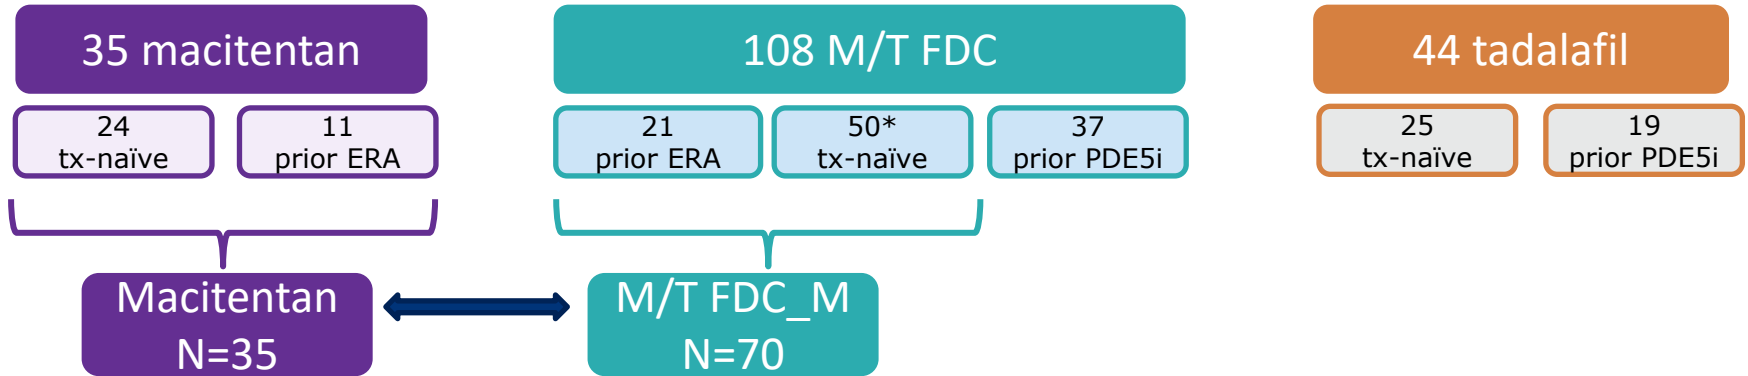 35 macitentan
108 M/T FDC
44 tadalafil
24
tx-naïve
11
prior ERA
21
prior ERA
50*
tx-naïve
37
prior PDE5i
25
tx-naïve
19
prior PDE5i
Macitentan
N=35
M/T FDC_M
N=70